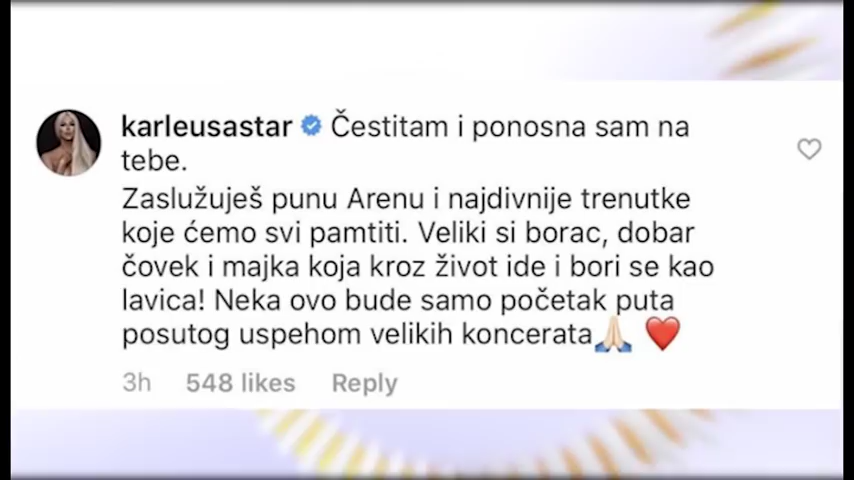 karleusastar Čestitam i ponosna sam na
tebe.
Zaslužuješ punu Arenu i najdivnije trenutke
koje ćemo svi pamtiti. Veliki si borac, dobar
čovek i majka koja kroz život ide i bori se kao
lavica! Neka ovo bude samo početak puta
posutog uspehom velikih koncerata🙏🏻 ❤️
3h 548 likes Reply